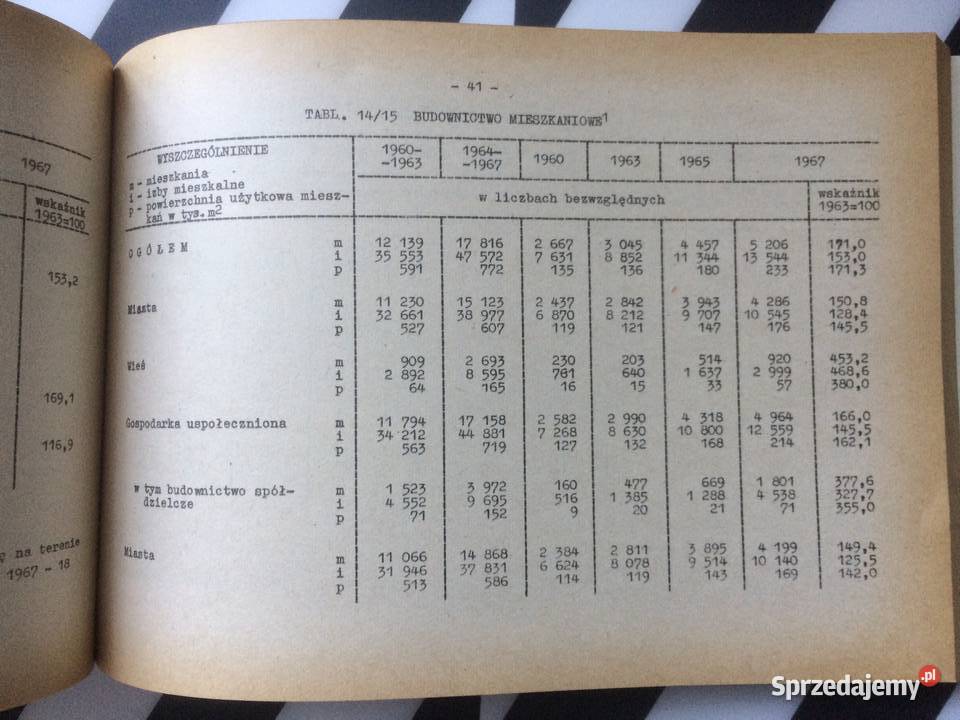 - 41 -
TABL. 14/15 BUDOWNICTWO MIESZKANIOWE¹
1967
wskaźnik
1963=100
153,2
169,1
116,9
na terenie
1967 - 18
WYSZCZEGÓLNIENIE
m - mieszkania
i - izby mieszkalne
p - powierzchnia użytkowa miesz-
kań w tys. m²
1960- -1963 1964- -1967 1960 1963 1965 1967
w liczbach bezwzględnych wskaźnik 1963=100
OGÓŁEM m 12 139 17 816 2 667 3 045 4 457 5 206 171,0
i 35 553 47 572 7 631 8 852 11 344 13 544 153,0
p 591 772 135 136 180 233 171,3
Miasta m 11 230 15 123 2 437 2 842 3 943 4 286 150,8
i 32 661 38 977 6 870 8 212 9 707 10 545 128,4
p 527 607 119 121 147 176 145,5
Wieś m 909 2 693 230 203 514 920 453,2
i 2 892 8 595 761 640 1 637 2 999 468,6
p 64 165 16 15 33 57 380,0
Gospodarka uspołeczniona m 11 794 17 158 2 582 2 990 4 318 4 964 166,0
i 34 212 44 881 7 268 8 630 10 800 12 559 145,5
p 563 719 127 132 168 214 162,1
w tym budownictwo spół- m 1 523 3 972 160 477 669 1 801 377,6
dzielcze i 4 552 9 695 516 1 385 1 288 4 538 327,7
p 71 152 9 20 21 71 355,0
Miasta m 11 066 14 868 2 384 2 811 3 895 4 199 149,4
i 31 946 37 831 6 624 8 078 9 514 10 140 125,5
p 513 586 114 119 143 169 142,0
Sprzedajemy.pl